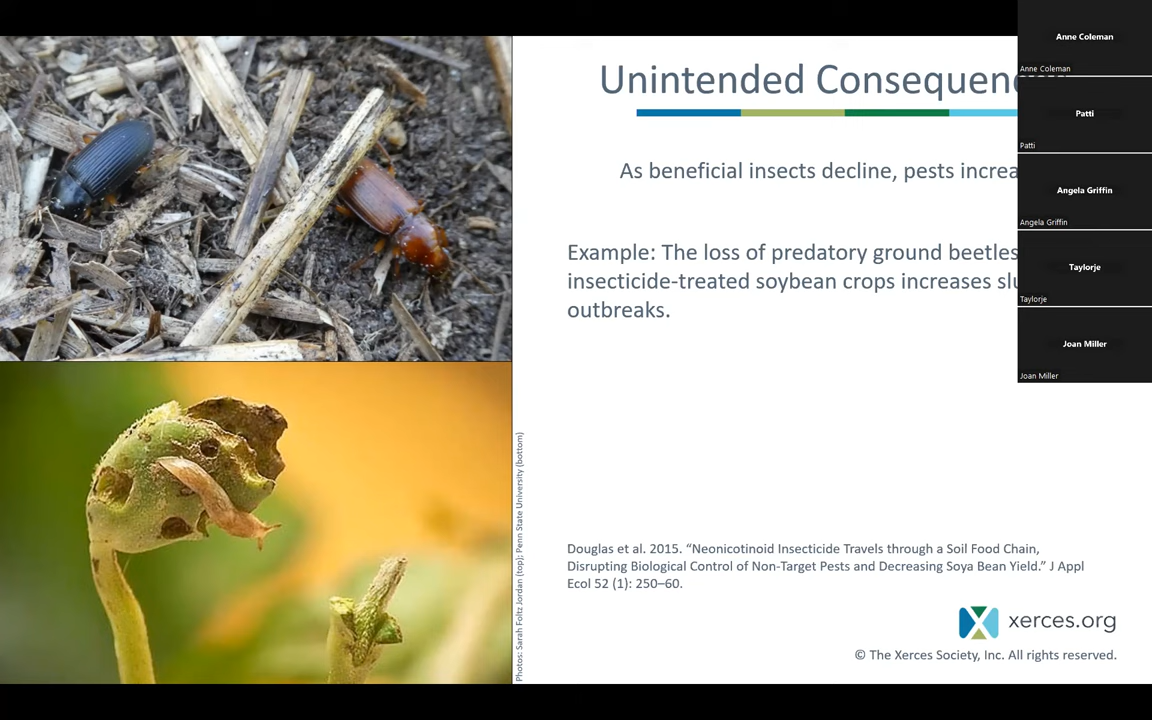 Unintended Consequenc
As beneficial insects decline, pests increa
Example: The loss of predatory ground beetles
insecticide-treated soybean crops increases slu
outbreaks.
Photos: Sarah Foltz Jordan (top); Penn State University (bottom)
Douglas et al. 2015. “Neonicotinoid Insecticide Travels through a Soil Food Chain,
Disrupting Biological Control of Non-Target Pests and Decreasing Soya Bean Yield.” J Appl
Ecol 52 (1): 250–60.
xerces.org
© The Xerces Society, Inc. All rights reserved.
Anne Coleman
Anne Coleman
Patti
Patti
Angela Griffin
Angela Griffin
Taylorje
Taylorje
Joan Miller
Joan Miller